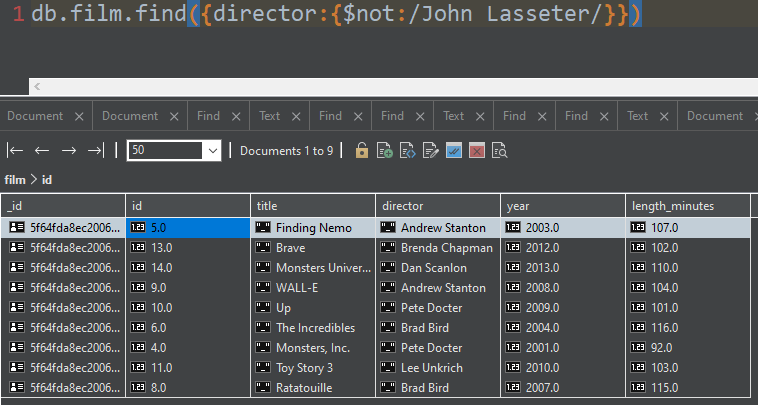 1 db.film.find({director:{$not:/John Lasseter/}})
Document Document Find Text Find Find Text Find Find Text Document
50 Documents 1 to 9
film > id
_id id title director year length_minutes
5f64fda8ec2006... 5.0 Finding Nemo Andrew Stanton 2003.0 107.0
5f64fda8ec2006... 13.0 Brave Brenda Chapman 2012.0 102.0
5f64fda8ec2006... 14.0 Monsters Univer... Dan Scanlon 2013.0 110.0
5f64fda8ec2006... 9.0 WALL-E Andrew Stanton 2008.0 104.0
5f64fda8ec2006... 10.0 Up Pete Docter 2009.0 101.0
5f64fda8ec2006... 6.0 The Incredibles Brad Bird 2004.0 116.0
5f64fda8ec2006... 4.0 Monsters, Inc. Pete Docter 2001.0 92.0
5f64fda8ec2006... 11.0 Toy Story 3 Lee Unkrich 2010.0 103.0
5f64fda8ec2006... 8.0 Ratatouille Brad Bird 2007.0 115.0